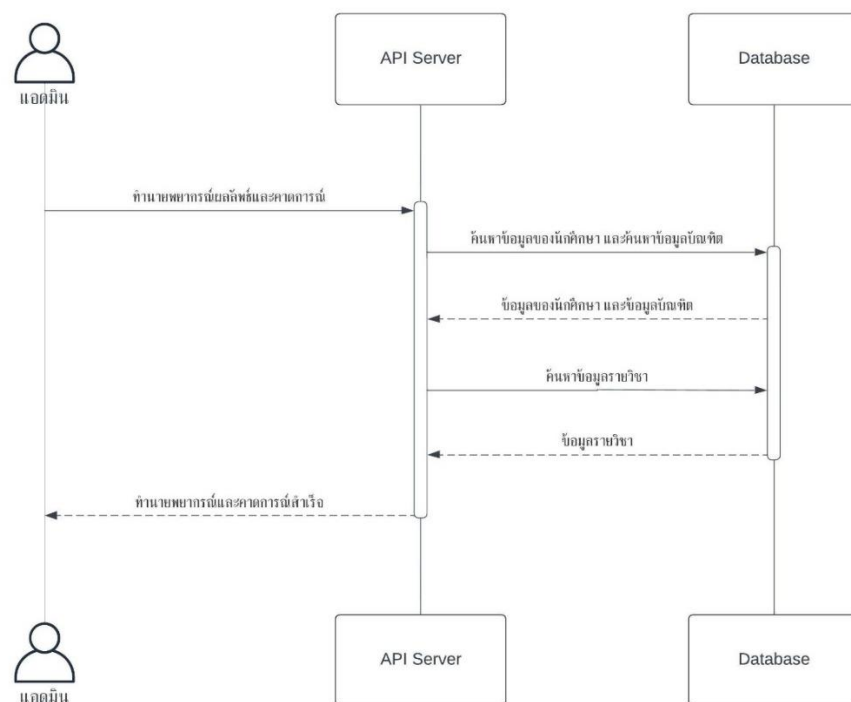 แอดมิน
API Server
Database
ทำนายพยากรณ์ผลลัพธ์และคาดการณ์
ค้นหาข้อมูลของนักศึกษา และค้นหาข้อมูลบัณฑิต
ข้อมูลของนักศึกษา และข้อมูลบัณฑิต
ค้นหาข้อมูลรายวิชา
ข้อมูลรายวิชา
ทำนายพยากรณ์และคาดการณ์สำเร็จ
แอดมิน
API Server
Database